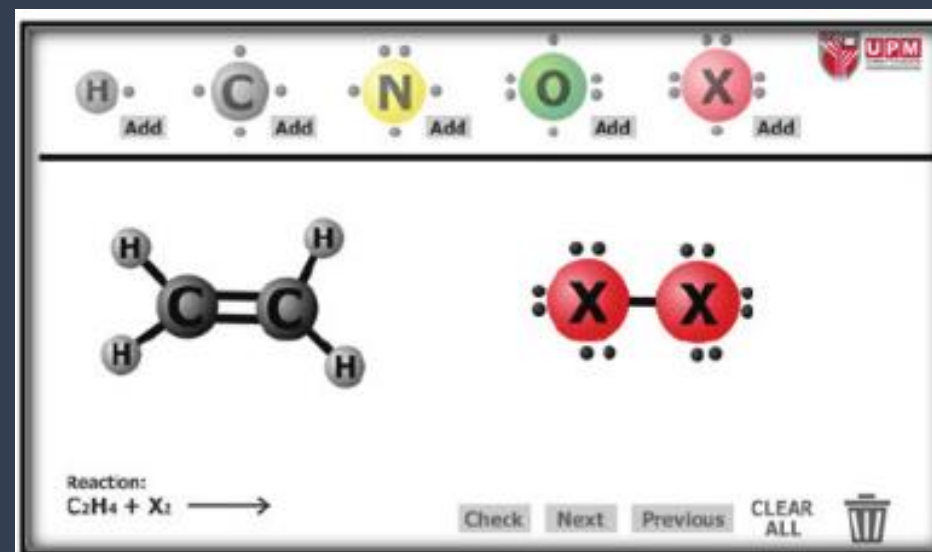 H C N O X UPM
Add Add Add Add Add
H H
C C X X
H H
Reaction:
C₂H₄ + X₂ ⟶
Check Next Previous CLEAR ALL